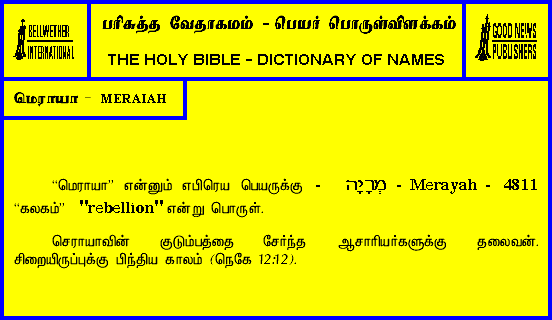 BELLWETHER
INTERNATIONAL
பரிசுத்த வேதாகமம் - பெயர் பொருள்விளக்கம்
THE HOLY BIBLE - DICTIONARY OF NAMES
GOOD NEWS
PUBLISHERS
மெராயா - MERAIAH
“மெராயா” என்னும் எபிரெய பெயருக்கு - מְרָיָה - Merayah - 4811
“கலகம்” "rebellion" என்று பொருள்.
செராயாவின் குடும்பத்தை சேர்ந்த ஆசாரியர்களுக்கு தலைவன்.
சிறையிருப்புக்கு பிந்திய காலம் (நெகே 12:12).